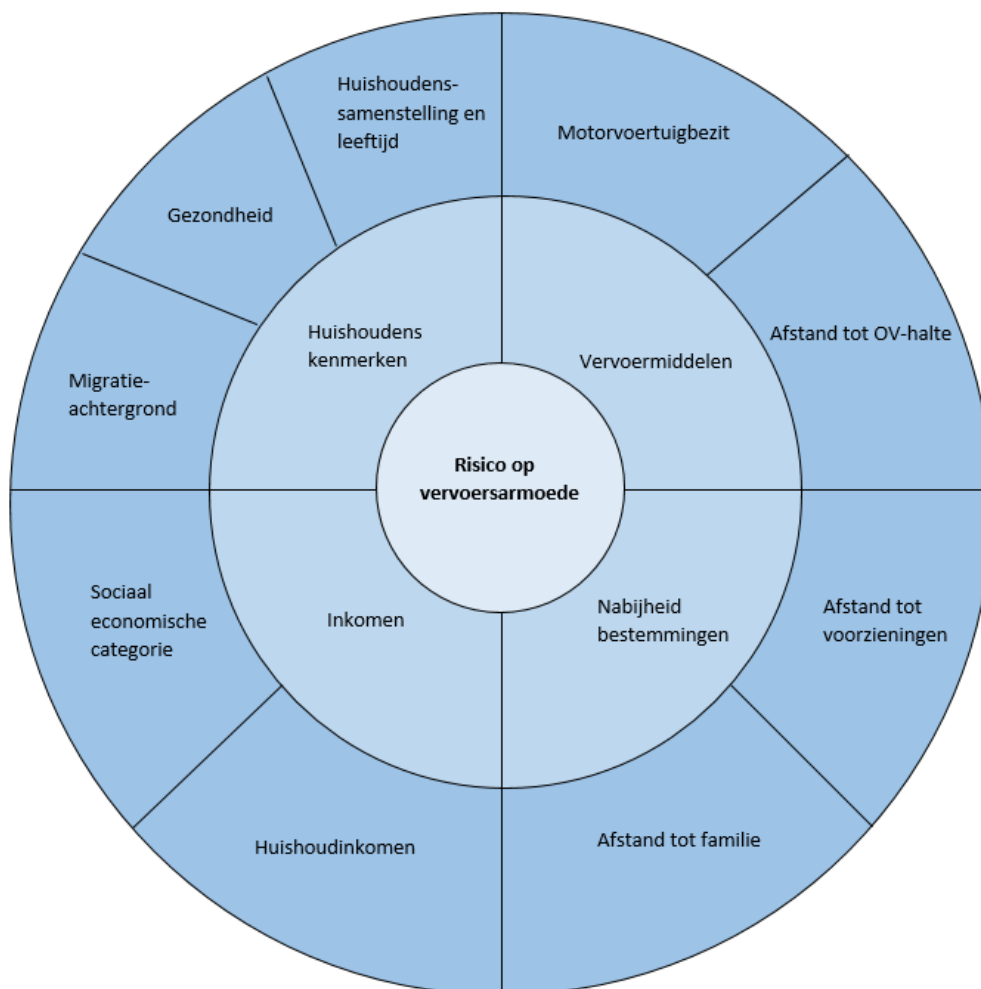 Huishoudens-
samenstelling en
leeftijd
Motorvoertuigbezit
Gezondheid
Afstand tot OV-halte
Huishoudens
kenmerken
Vervoermiddelen
Migratie-
achtergrond
Risico op
vervoersarmoede
Sociaal
economische
categorie
Inkomen
Nabijheid
bestemmingen
Afstand tot
voorzieningen
Huishoudinkomen
Afstand tot familie